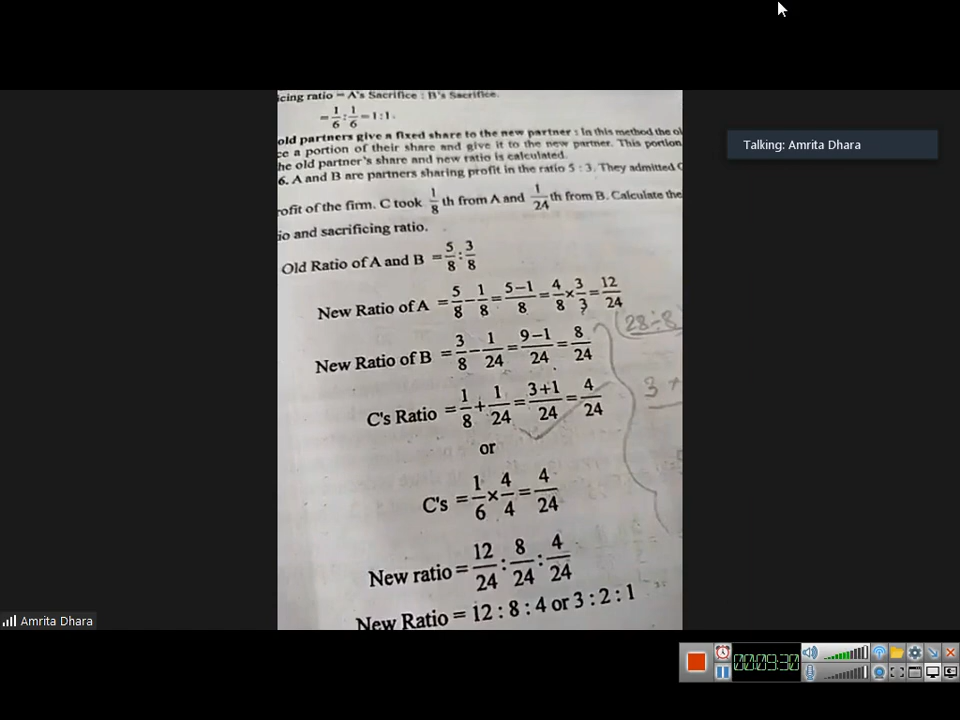 icing ratio = A's Sacrifice : B's Sacrifice.
= 1/6 : 1/6 = 1 : 1.
old partners give a fixed share to the new partner : In this method the ol
ce a portion of their share and give it to the new partner. This portion
he old partner's share and new ratio is calculated.
6. A and B are partners sharing profit in the ratio 5 : 3. They admitted C
rofit of the firm. C took 1/8 th from A and 1/24 th from B. Calculate the
io and sacrificing ratio.
Old Ratio of A and B = 5/8 : 3/8
New Ratio of A = 5/8 − 1/8 = 5−1/8 = 4/8 × 3/3 = 12/24
(28÷8)
New Ratio of B = 3/8 − 1/24 = 9−1/24 = 8/24
3 +
C's Ratio = 1/8 + 1/24 = 3+1/24 = 4/24
or
C's = 1/6 × 4/4 = 4/24
New ratio = 12/24 : 8/24 : 4/24
New Ratio = 12 : 8 : 4 or 3 : 2 : 1
Talking: Amrita Dhara
Amrita Dhara
00:09:30